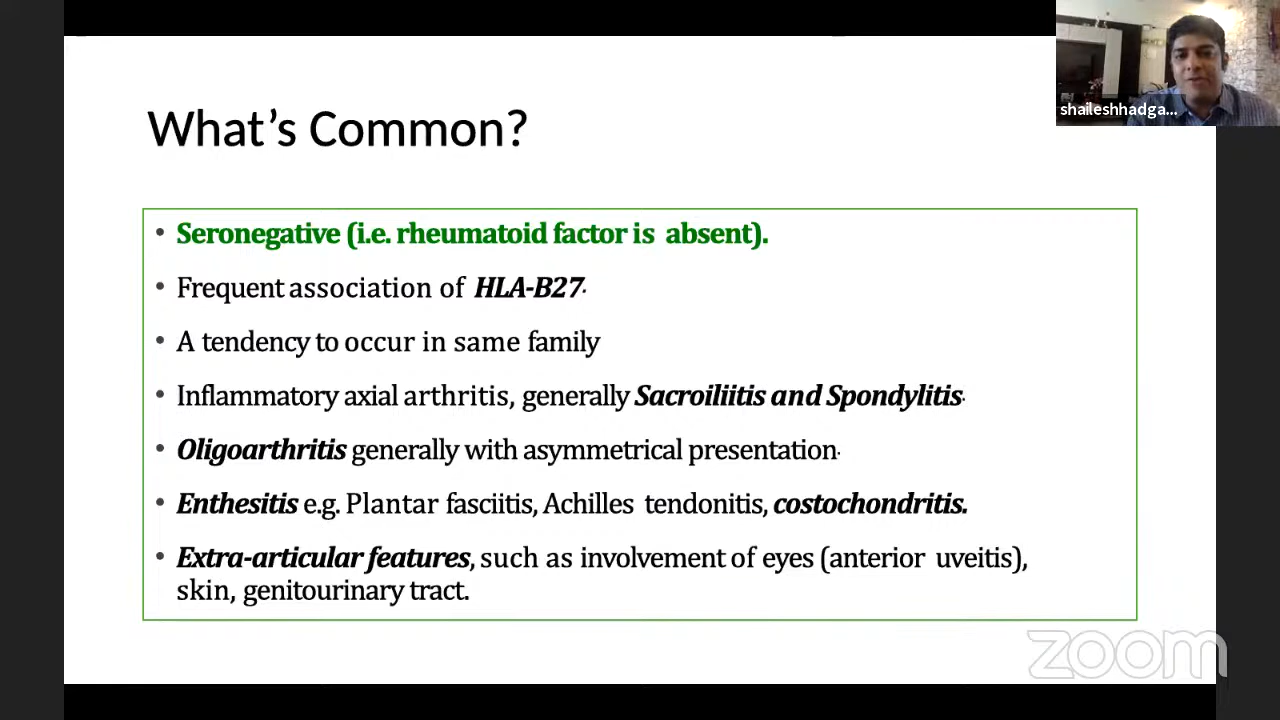 shaileshhadga...
What's Common?
• Seronegative (i.e. rheumatoid factor is absent).
• Frequent association of HLA-B27.
• A tendency to occur in same family
• Inflammatory axial arthritis, generally Sacroiliitis and Spondylitis.
• Oligoarthritis generally with asymmetrical presentation.
• Enthesitis e.g. Plantar fasciitis, Achilles tendonitis, costochondritis.
• Extra-articular features, such as involvement of eyes (anterior uveitis),
skin, genitourinary tract.
zoom